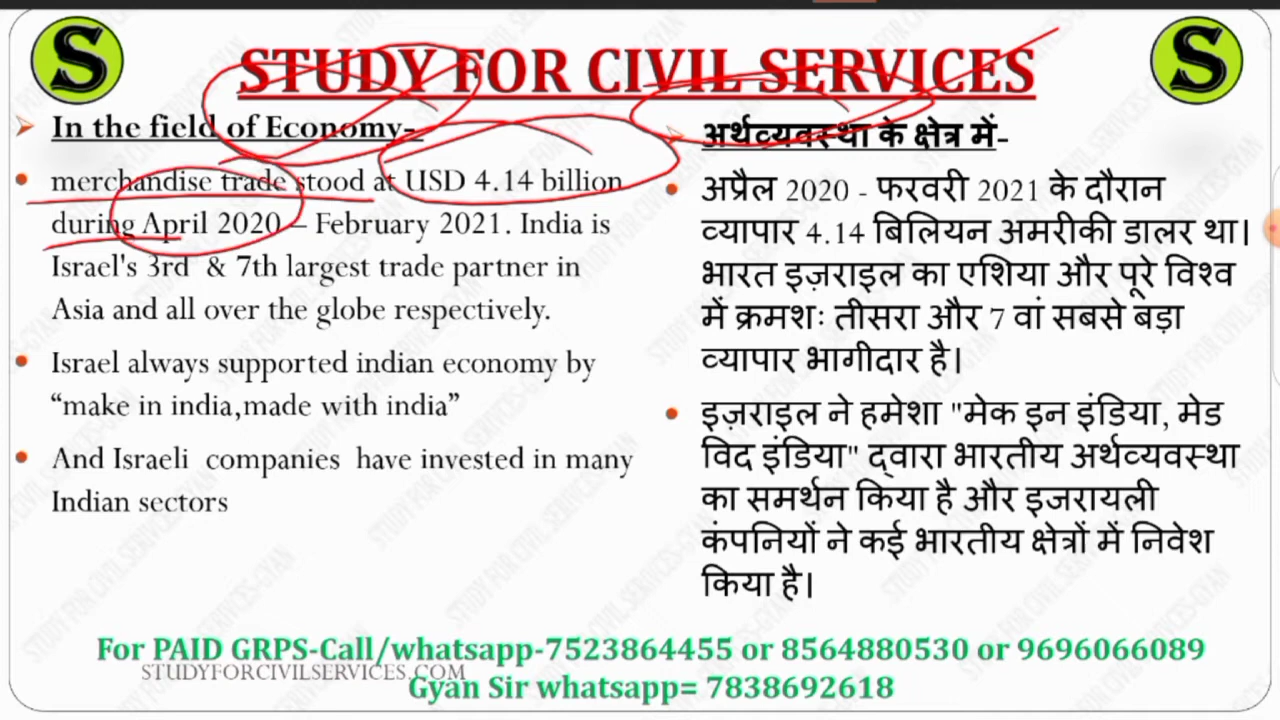 S
STUDY FOR CIVIL SERVICES
S
In the field of Economy-
merchandise trade stood at USD 4.14 billion
during April 2020 – February 2021. India is
Israel's 3rd & 7th largest trade partner in
Asia and all over the globe respectively.
Israel always supported indian economy by
“make in india,made with india”
And Israeli companies have invested in many
Indian sectors
अर्थव्यवस्था के क्षेत्र में-
अप्रैल 2020 - फरवरी 2021 के दौरान
व्यापार 4.14 बिलियन अमरीकी डालर था।
भारत इज़राइल का एशिया और पूरे विश्व
में क्रमशः तीसरा और 7 वां सबसे बड़ा
व्यापार भागीदार है।
इज़राइल ने हमेशा "मेक इन इंडिया, मेड
विद इंडिया" द्वारा भारतीय अर्थव्यवस्था
का समर्थन किया है और इजरायली
कंपनियों ने कई भारतीय क्षेत्रों में निवेश
किया है।
For PAID GRPS-Call/whatsapp-7523864455 or 8564880530 or 9696066089
STUDYFORCIVILSERVICES.COM
Gyan Sir whatsapp= 7838692618